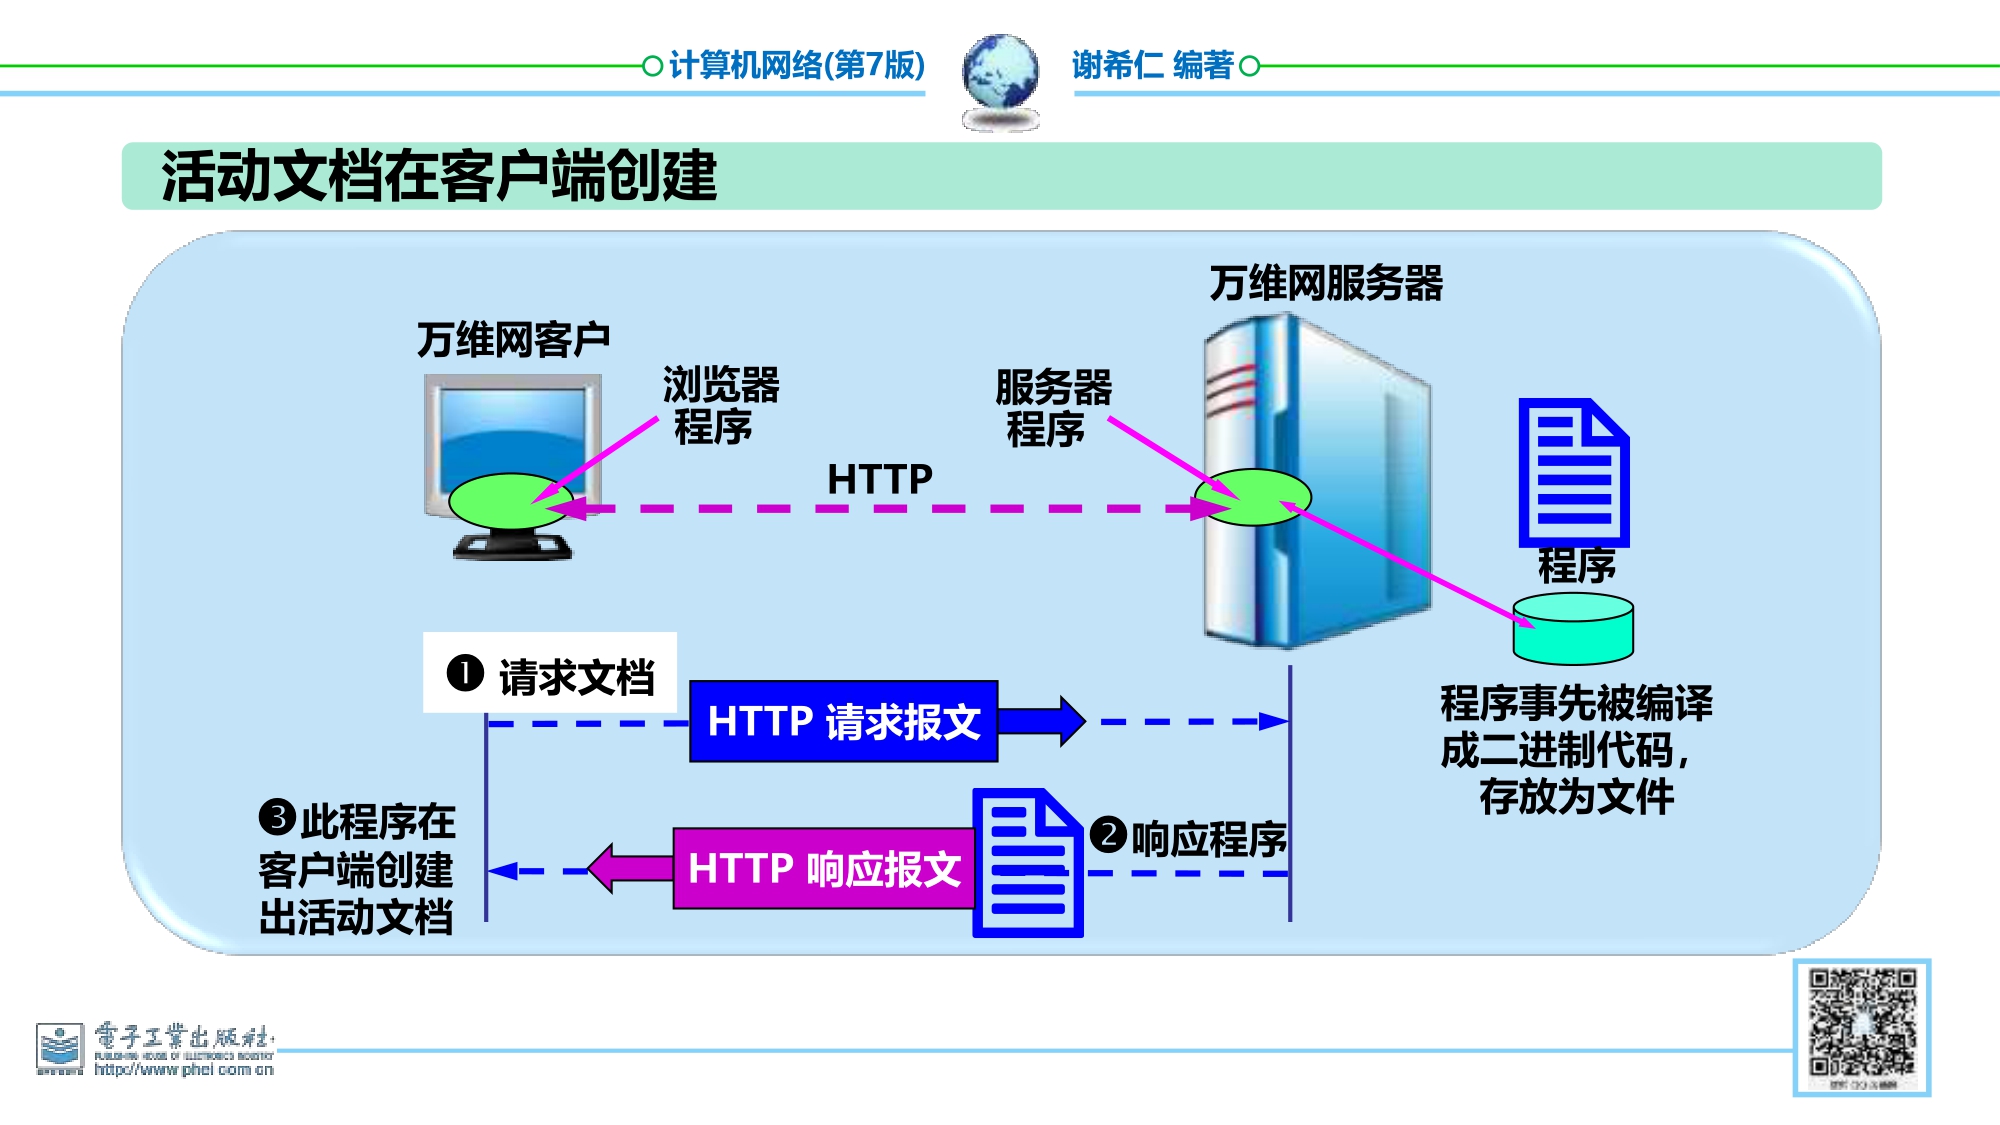 计算机网络(第7版)
谢希仁 编著
活动文档在客户端创建
万维网服务器
万维网客户
浏览器
程序
服务器
程序
HTTP
程序
❶ 请求文档
HTTP 请求报文
程序事先被编译
成二进制代码，
存放为文件
❸此程序在
客户端创建
出活动文档
HTTP 响应报文
❷响应程序
電子工業出版社
PUBLISHING HOUSE OF ELECTRONICS INDUSTRY
http://www.phei.com.cn